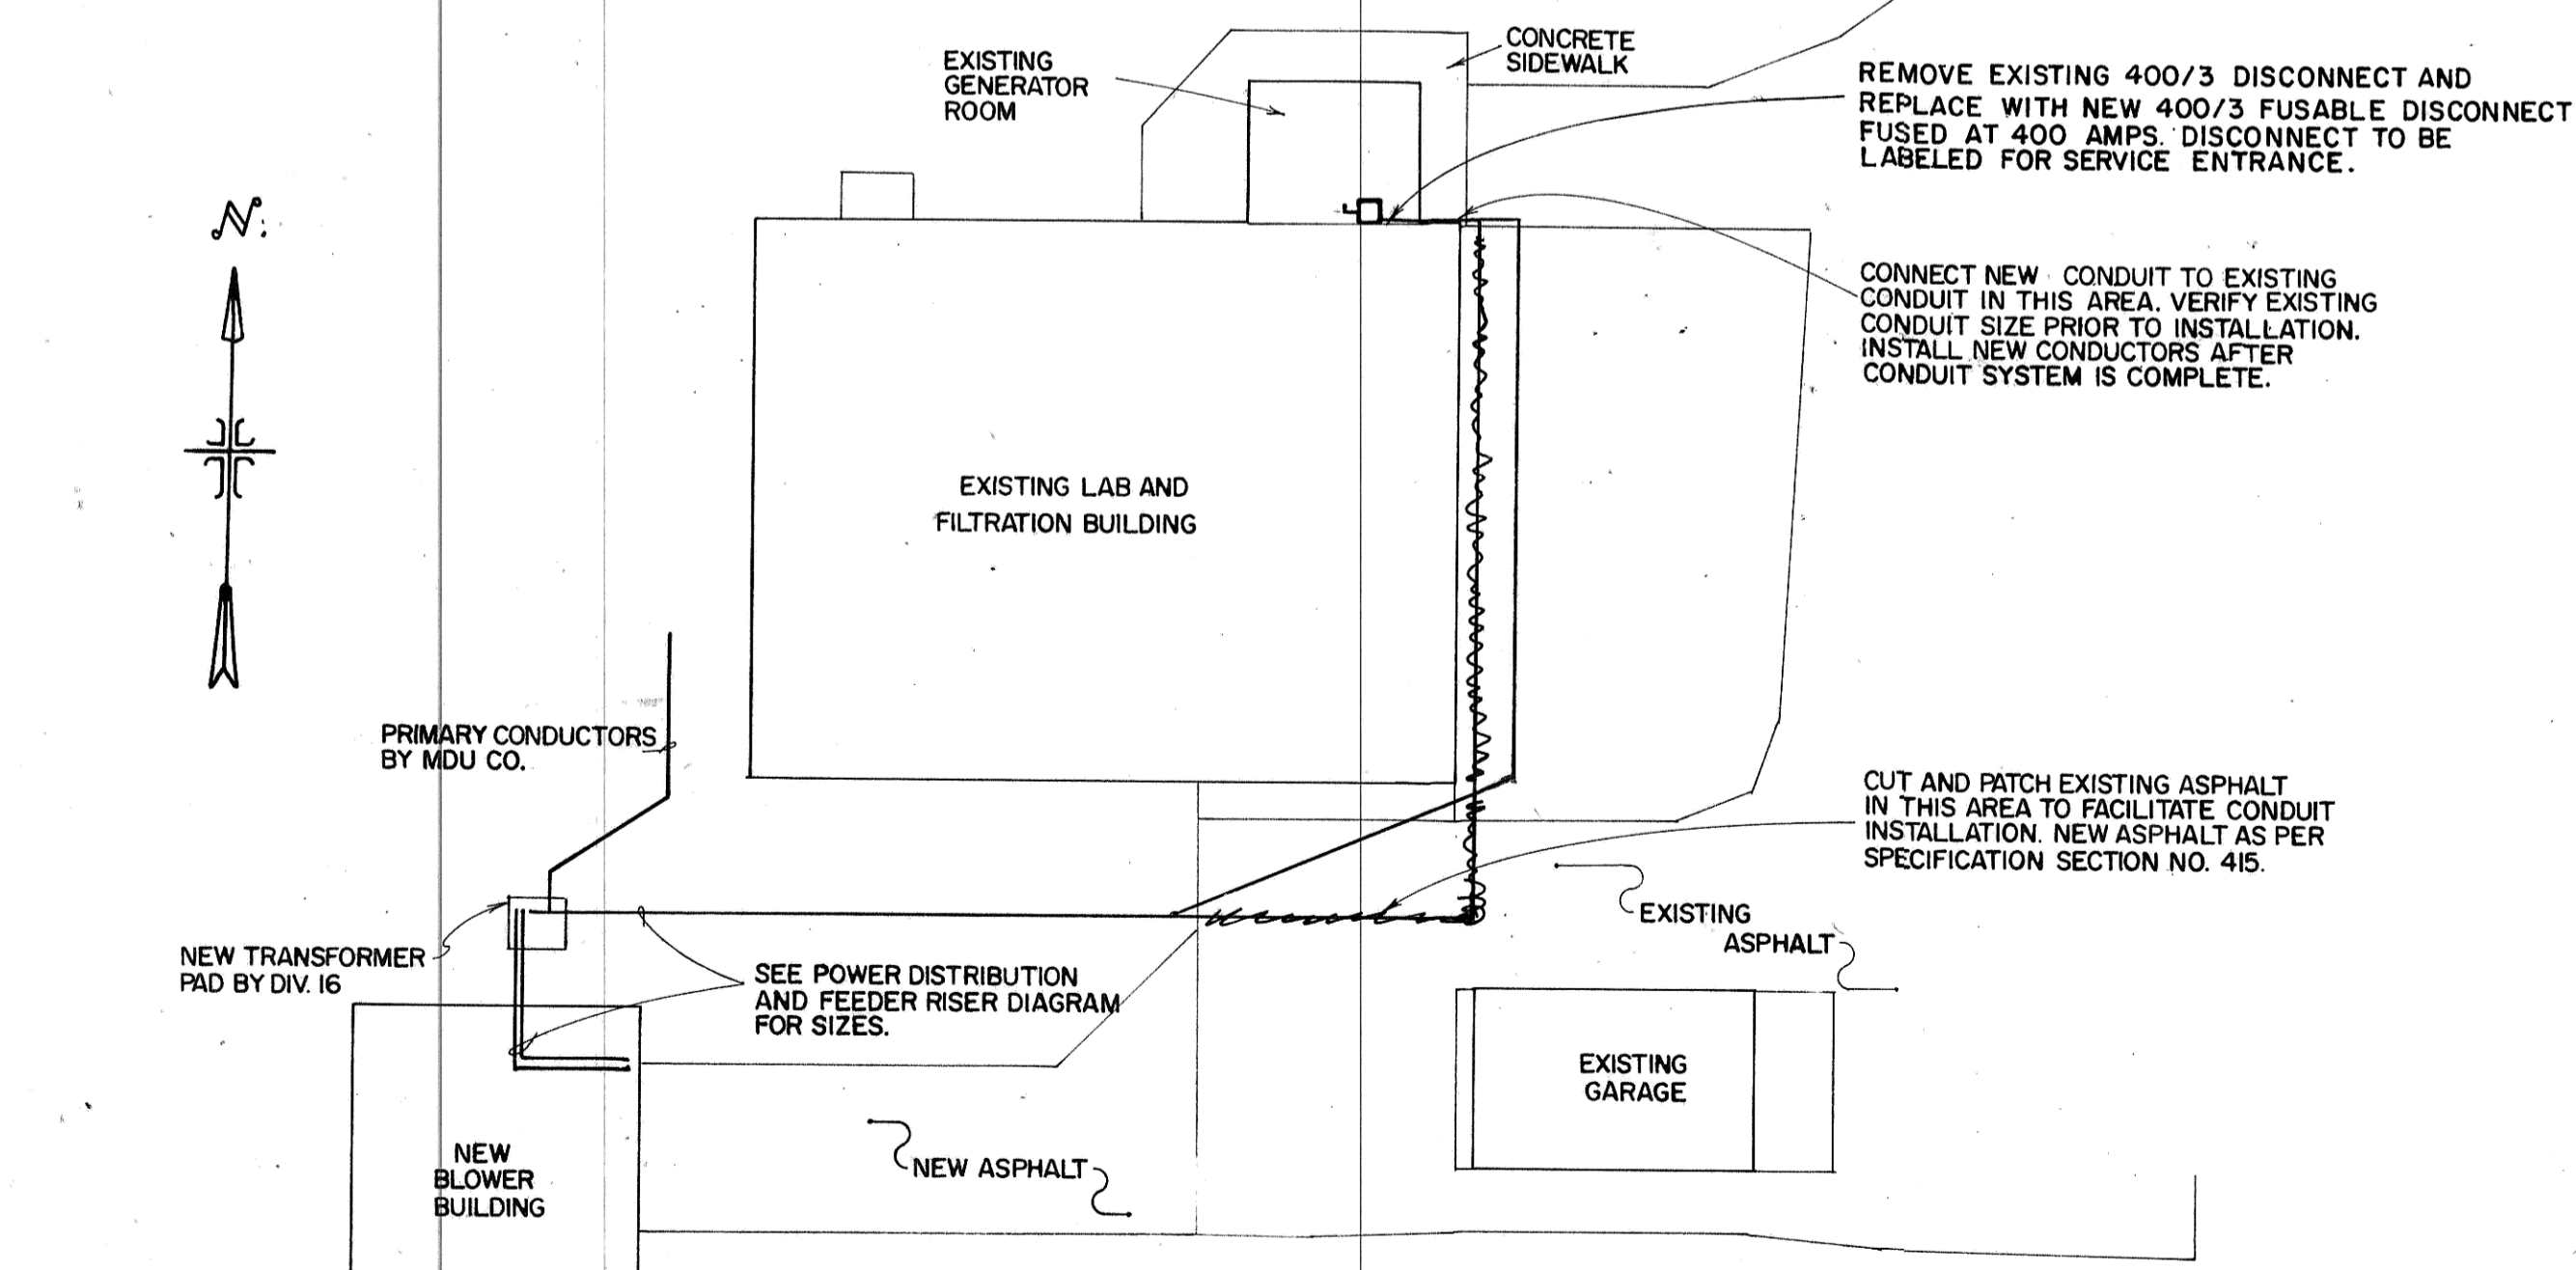 CONCRETE
SIDEWALK
EXISTING
GENERATOR
ROOM
REMOVE EXISTING 400/3 DISCONNECT AND
REPLACE WITH NEW 400/3 FUSABLE DISCONNECT
FUSED AT 400 AMPS. DISCONNECT TO BE
LABELED FOR SERVICE ENTRANCE.
N.
CONNECT NEW CONDUIT TO EXISTING
CONDUIT IN THIS AREA. VERIFY EXISTING
CONDUIT SIZE PRIOR TO INSTALLATION.
INSTALL NEW CONDUCTORS AFTER
CONDUIT SYSTEM IS COMPLETE.
EXISTING LAB AND
FILTRATION BUILDING
PRIMARY CONDUCTORS
BY MDU CO.
CUT AND PATCH EXISTING ASPHALT
IN THIS AREA TO FACILITATE CONDUIT
INSTALLATION. NEW ASPHALT AS PER
SPECIFICATION SECTION NO. 415.
EXISTING
ASPHALT
NEW TRANSFORMER
PAD BY DIV. 16
SEE POWER DISTRIBUTION
AND FEEDER RISER DIAGRAM
FOR SIZES.
EXISTING
GARAGE
NEW
BLOWER
BUILDING
NEW ASPHALT